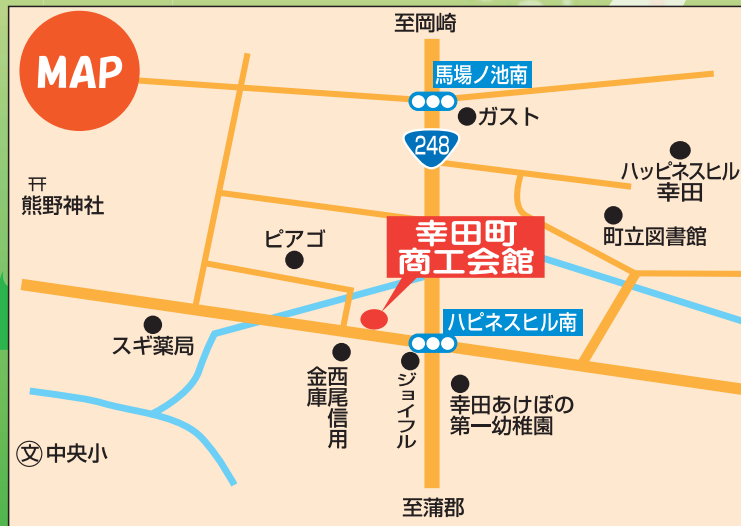 至岡崎
MAP
馬場ノ池南
ガスト
248
ハッピネスヒル
幸田
熊野神社
町立図書館
ピアゴ
幸田町
商工会館
ハピネスヒル南
スギ薬局
西尾信用
金庫
ジョイフル
幸田あけぼの
第一幼稚園
文 中央小
至蒲郡